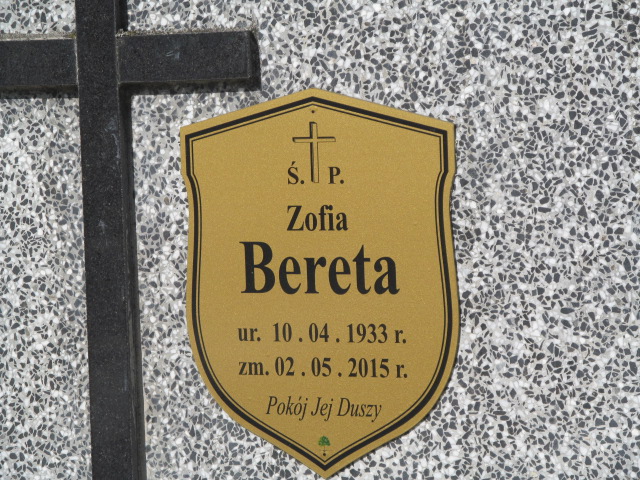 Ś. P.
Zofia
Bereta
ur. 10.04.1933 r.
zm. 02.05.2015 r.
Pokój Jej Duszy